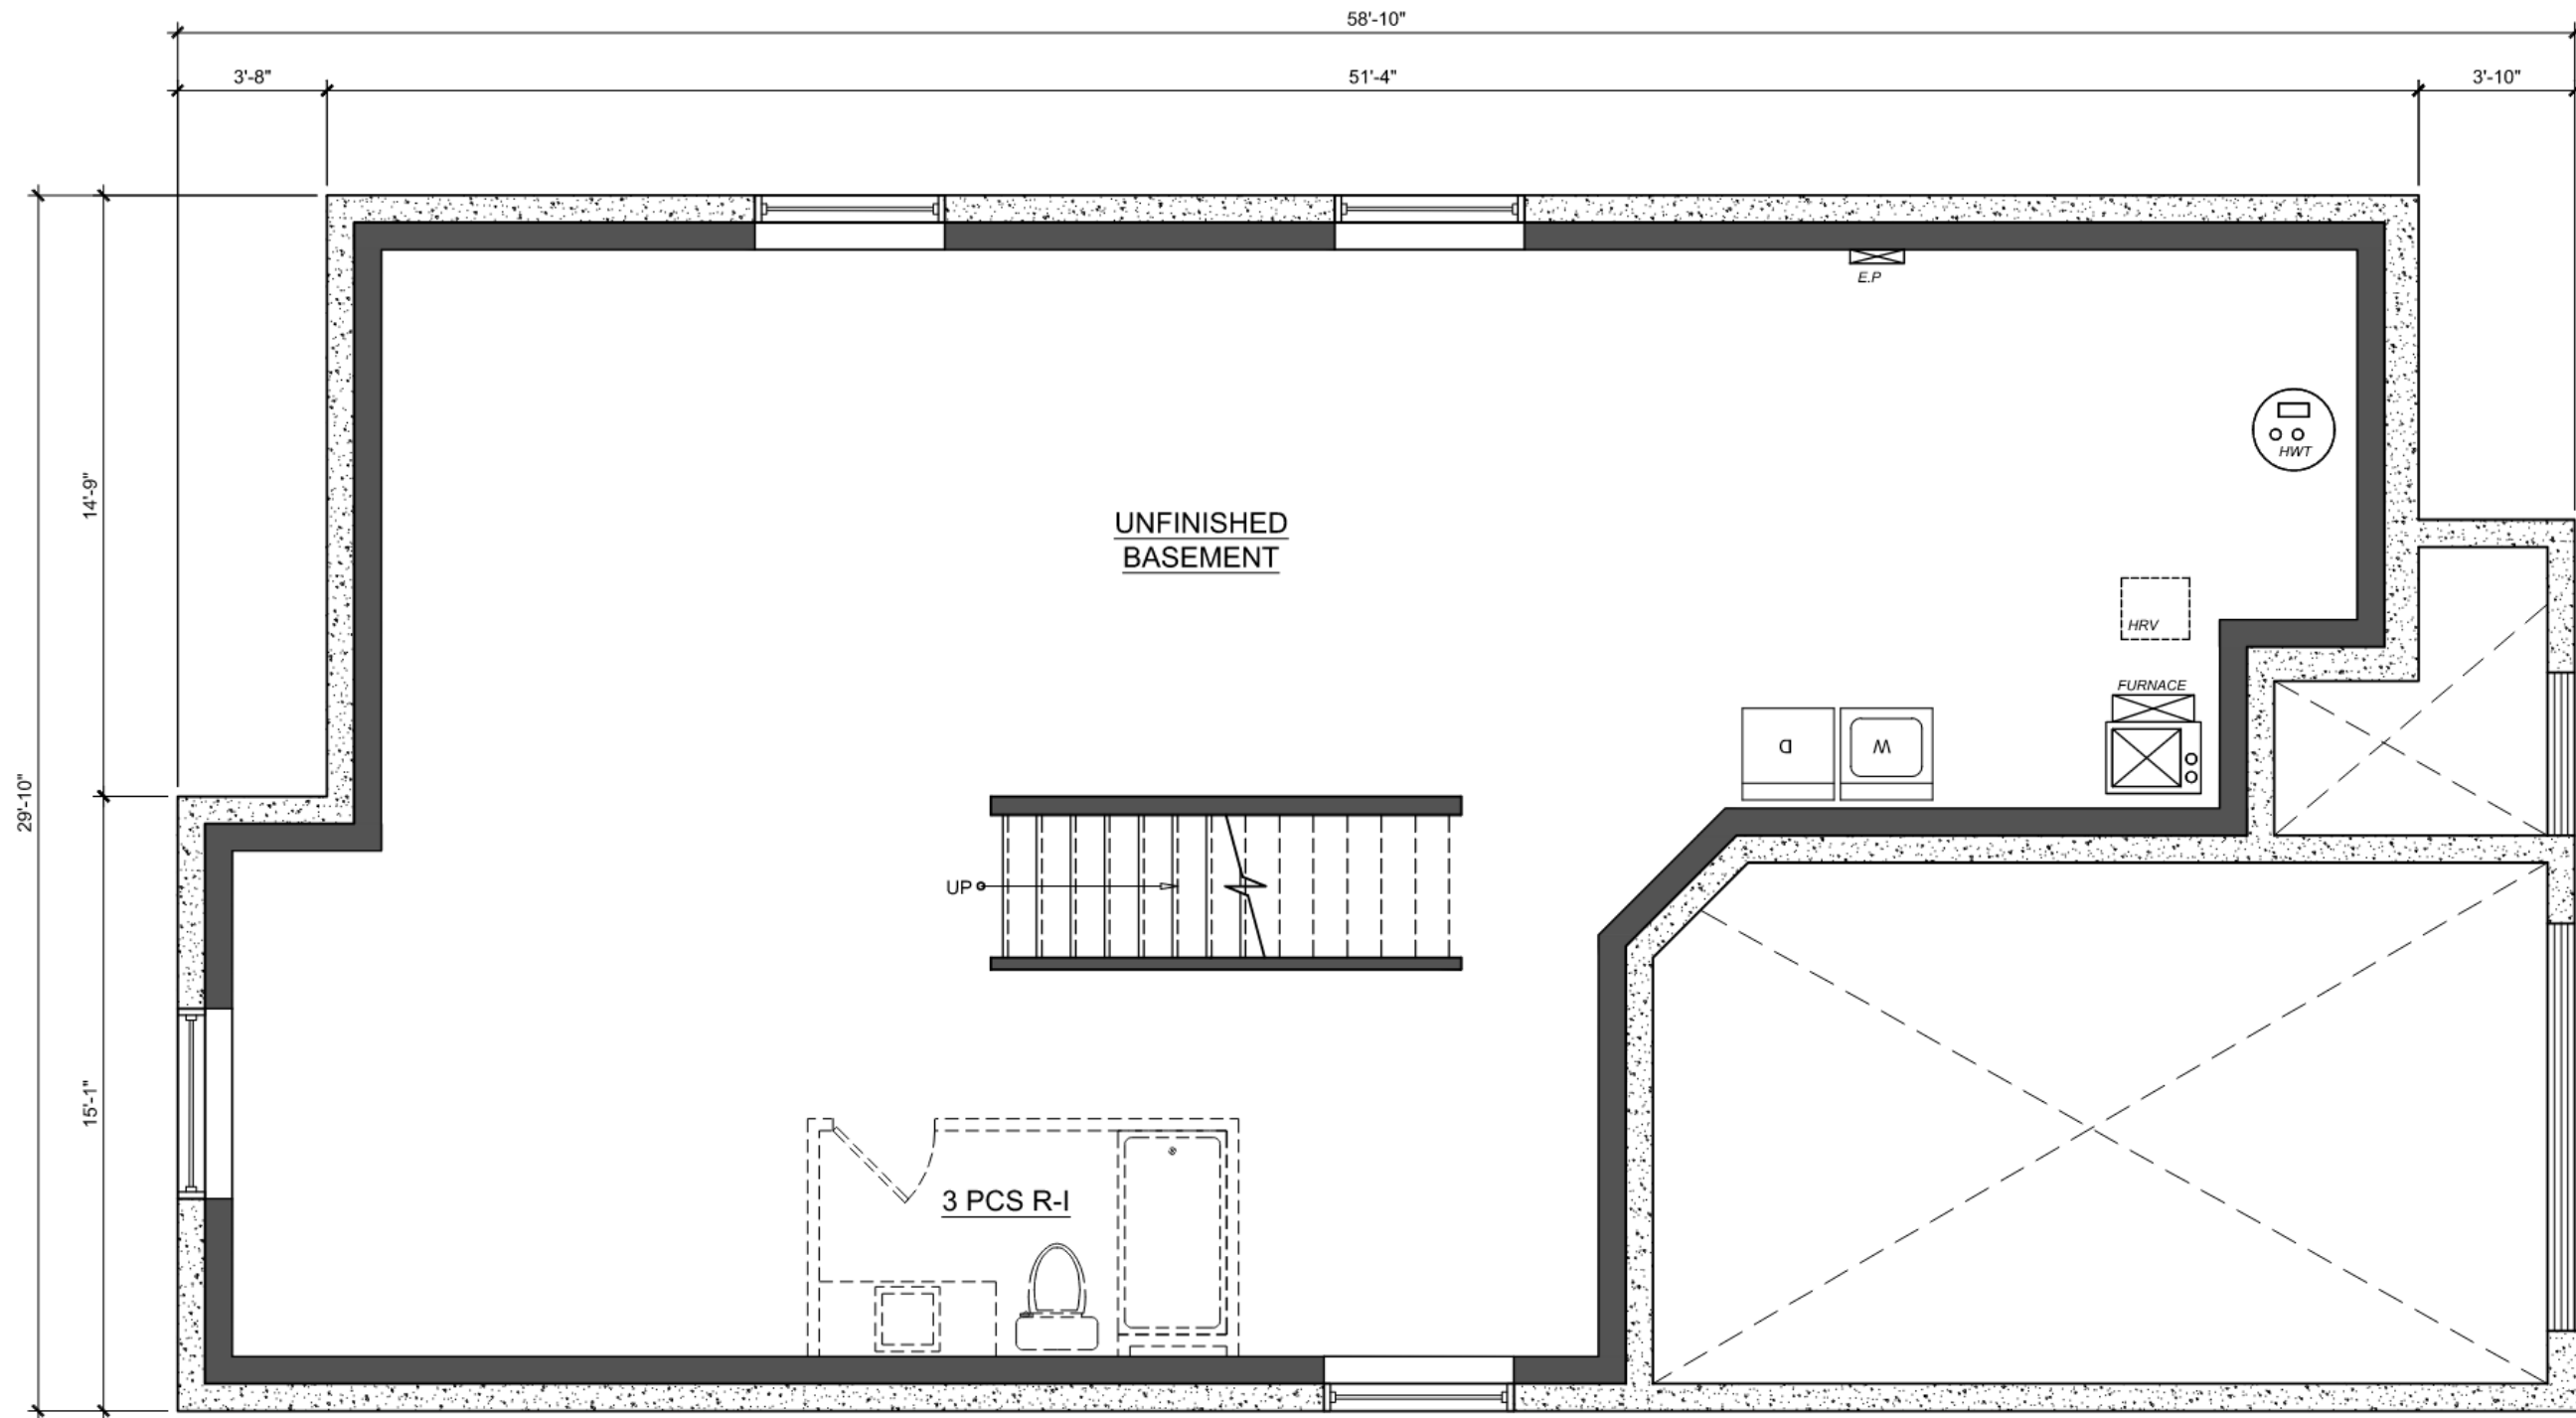 58'-10"
3'-8"
51'-4"
3'-10"
E.P
HWT
14'-9"
UNFINISHED
BASEMENT
HRV
FURNACE
D
W
29'-10"
UP
15'-1"
3 PCS R-I